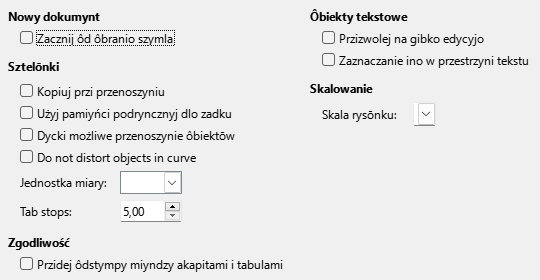 Nowy dokumynt
Zacznij ôd ôbranio szymla
Sztelōnki
Kopiuj przi przenoszyniu
Użyj pamiyńci podryncznyj dlo zadku
Dycki możliwe przenoszynie ôbiektōw
Do not distort objects in curve
Jednostka miary:
Tab stops: 5,00
Zgodliwość
Przidej ôdstympy miyndzy akapitami i tabulami
Ôbiekty tekstowe
Przizwolej na gibko edycyjo
Zaznaczanie ino w przestrzyni tekstu
Skalowanie
Skala rysōnku: